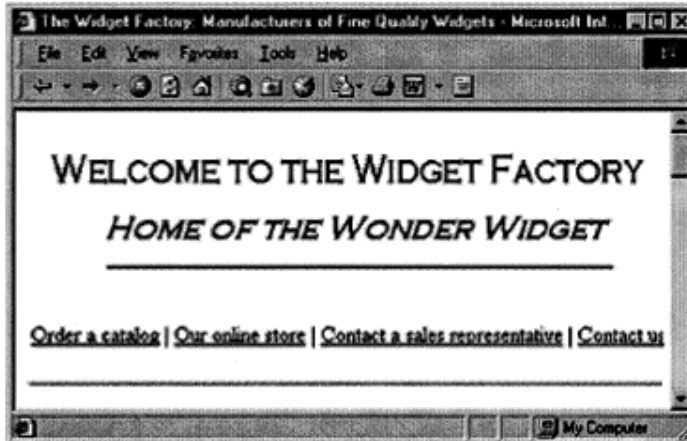 The Widget Factory: Manufacturers of Fine Quality Widgets - Microsoft Int...
File Edit View Favorites Tools Help
WELCOME TO THE WIDGET FACTORY
HOME OF THE WONDER WIDGET
Order a catalog | Our online store | Contact a sales representative | Contact us
My Computer